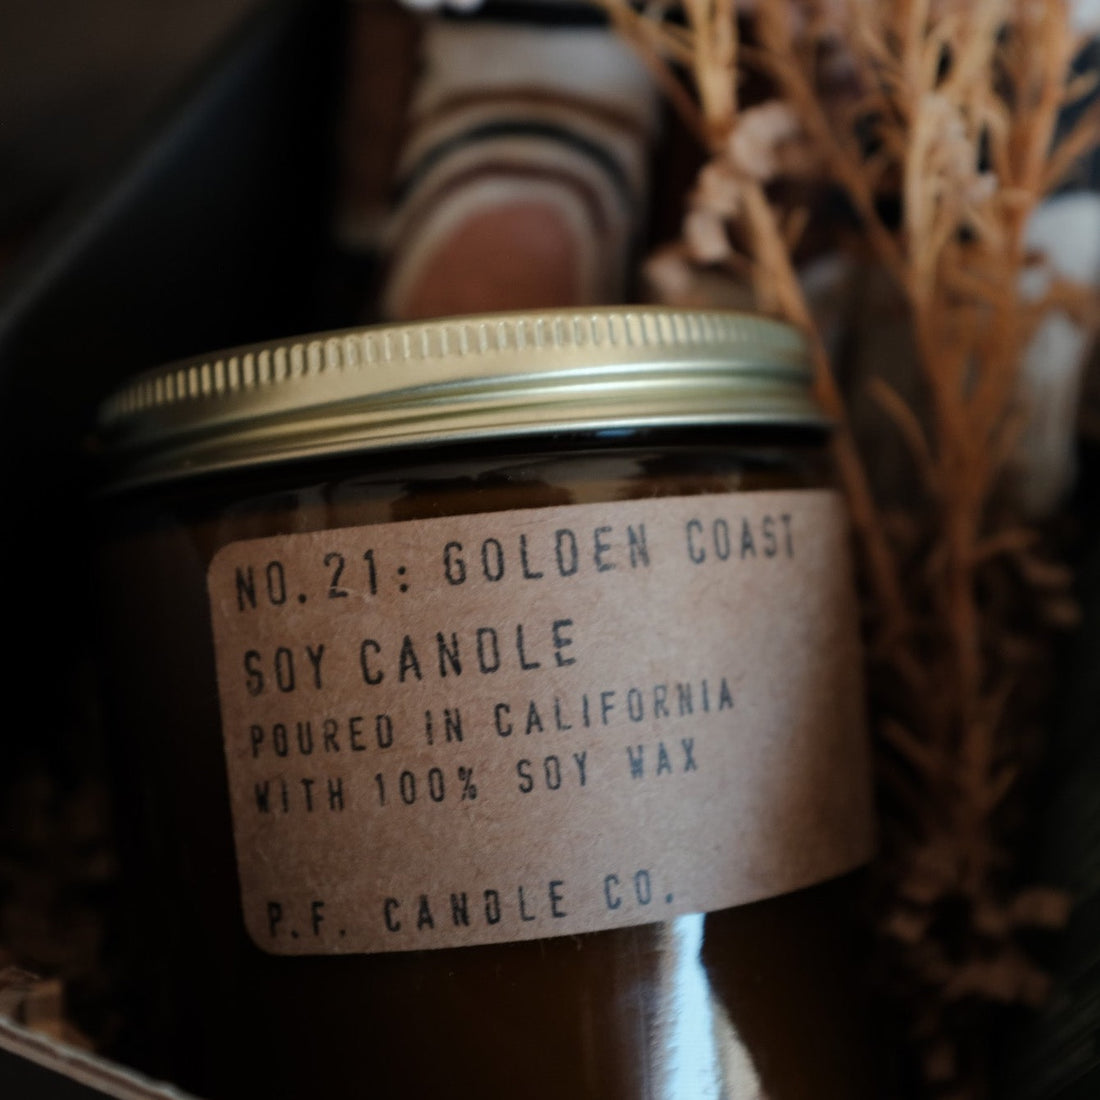 NO.21: GOLDEN COAST
SOY CANDLE
POURED IN CALIFORNIA
WITH 100% SOY WAX
P.F. CANDLE CO.